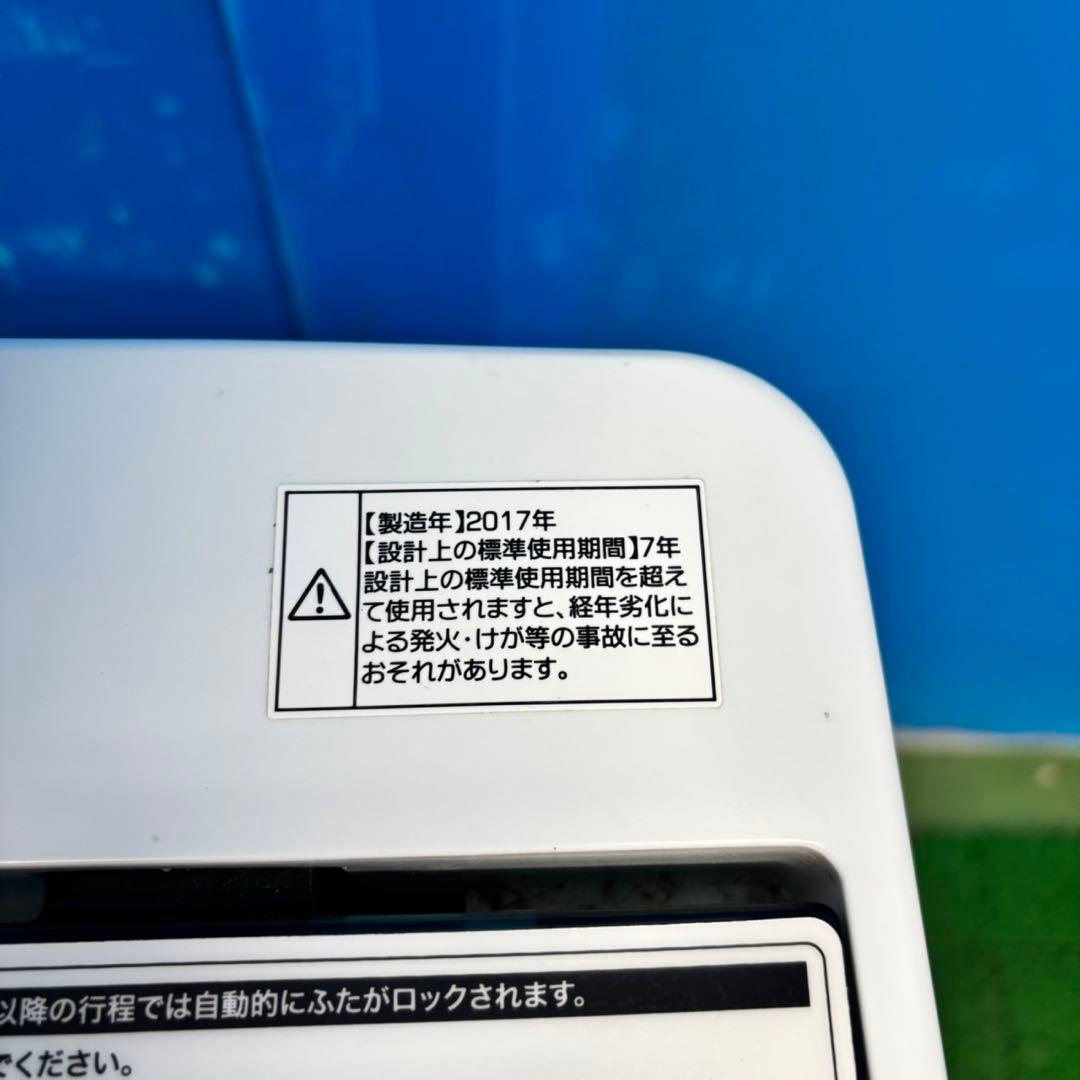 【製造年】2017年
【設計上の標準使用期間】7年
設計上の標準使用期間を超え
て使用されますと、経年劣化に
よる発火・けが等の事故に至る
おそれがあります。
以降の行程では自動的にふたがロックされます。
でください。